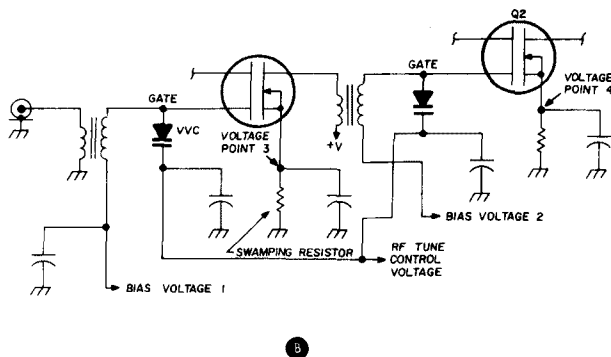 Q2
GATE
GATE
VVC
VOLTAGE
POINT 3
VOLTAGE
POINT 4
+V
BIAS VOLTAGE 2
SWAMPING RESISTOR
RF TUNE
CONTROL
VOLTAGE
BIAS VOLTAGE 1
B